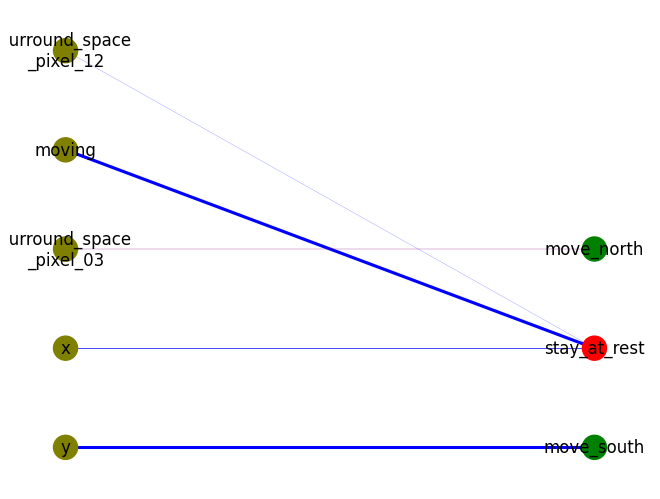 urround_space
_pixel_12
moving
urround_space
_pixel_03
move_north
x
stay_at_rest
y
move_south